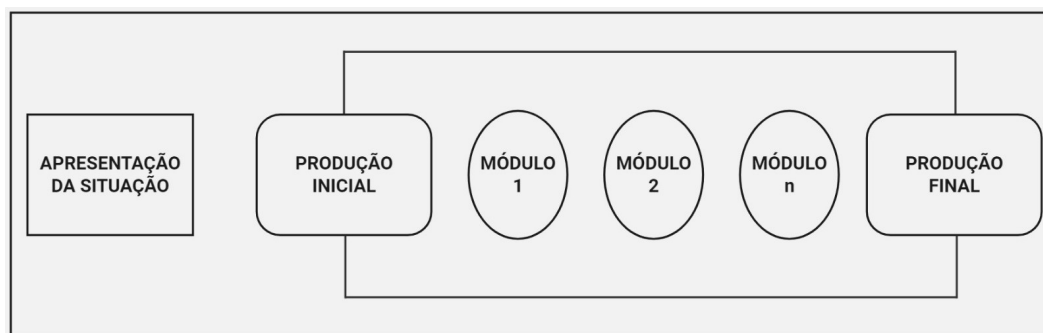 APRESENTAÇÃO
DA SITUAÇÃO
PRODUÇÃO
INICIAL
MÓDULO
1
MÓDULO
2
MÓDULO
n
PRODUÇÃO
FINAL